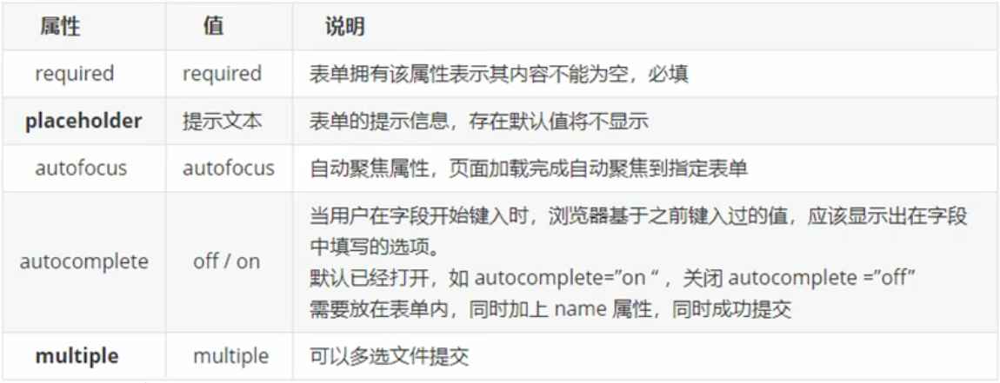 属性 值 说明
required required 表单拥有该属性表示其内容不能为空，必填
placeholder 提示文本 表单的提示信息，存在默认值将不显示
autofocus autofocus 自动聚焦属性，页面加载完成自动聚焦到指定表单
autocomplete off / on 当用户在字段开始键入时，浏览器基于之前键入过的值，应该显示出在字段
中填写的选项。
默认已经打开，如 autocomplete=”on “ ，关闭 autocomplete =”off”
需要放在表单内，同时加上 name 属性，同时成功提交
multiple multiple 可以多选文件提交